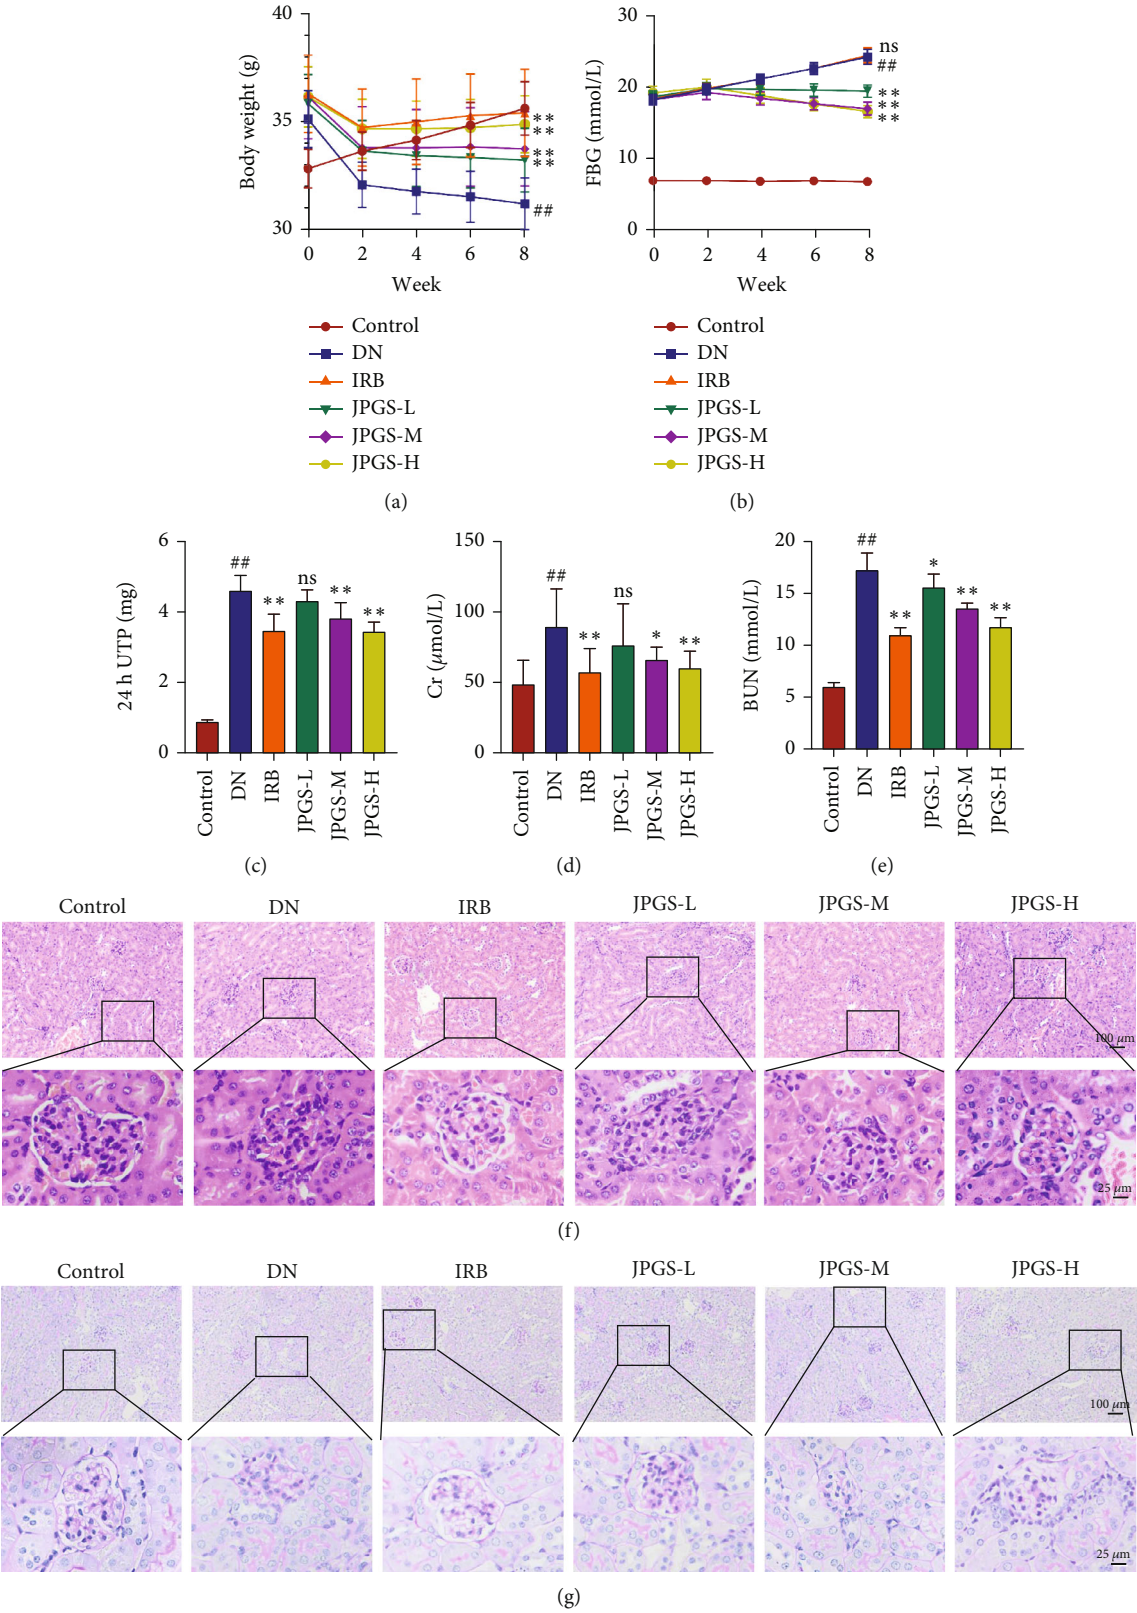 40
35
30
Body weight (g)
0 2 4 6 8
Week
**
**
**
**
##
30
20
10
0
FBG (mmol/L)
0 2 4 6 8
Week
ns
##
**
**
**
Control
DN
IRB
JPGS-L
JPGS-M
JPGS-H
(a)
Control
DN
IRB
JPGS-L
JPGS-M
JPGS-H
(b)
6
4
2
0
24 h UTP (mg)
## ** ns ** **
Control DN IRB JPGS-L JPGS-M JPGS-H
(c)
150
100
50
0
Cr (μmol/L)
## ** ns * **
Control DN IRB JPGS-L JPGS-M JPGS-H
(d)
20
15
10
5
0
BUN (mmol/L)
## ** * ** **
Control DN IRB JPGS-L JPGS-M JPGS-H
(e)
Control DN IRB JPGS-L JPGS-M JPGS-H
100 μm
25 μm
(f)
Control DN IRB JPGS-L JPGS-M JPGS-H
100 μm
25 μm
(g)